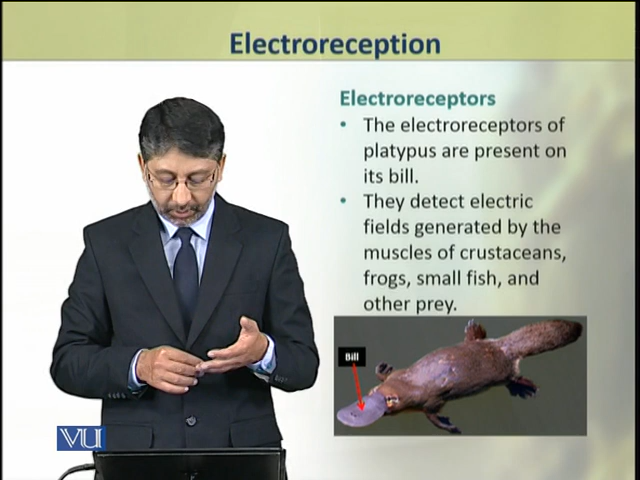 Electroreception
Electroreceptors
• The electroreceptors of
platypus are present on
its bill.
• They detect electric
fields generated by the
muscles of crustaceans,
frogs, small fish, and
other prey.
Bill
VU